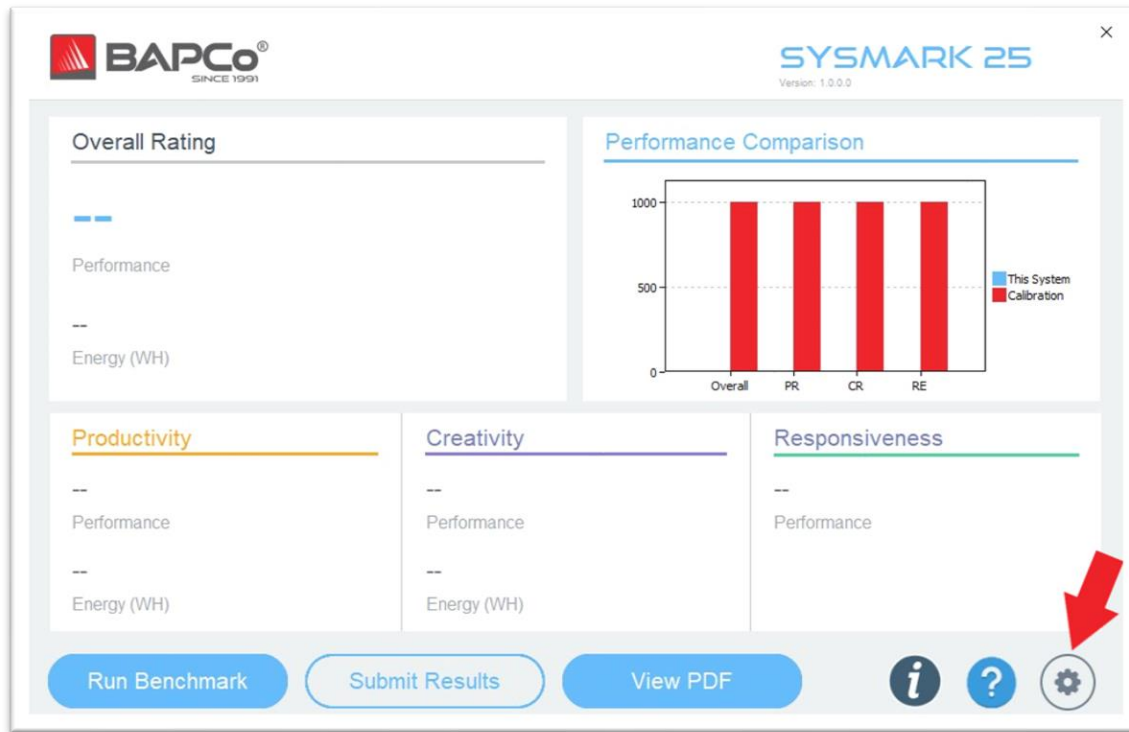 BAPCo®
SINCE 1991
SYSMARK 25
Version: 1.0.0.0
×
Overall Rating
--
Performance
--
Energy (WH)
Performance Comparison
1000
500
0
Overall PR CR RE
This System
Calibration
Productivity
--
Performance
--
Energy (WH)
Creativity
--
Performance
--
Energy (WH)
Responsiveness
--
Performance
Run Benchmark
Submit Results
View PDF
i
?